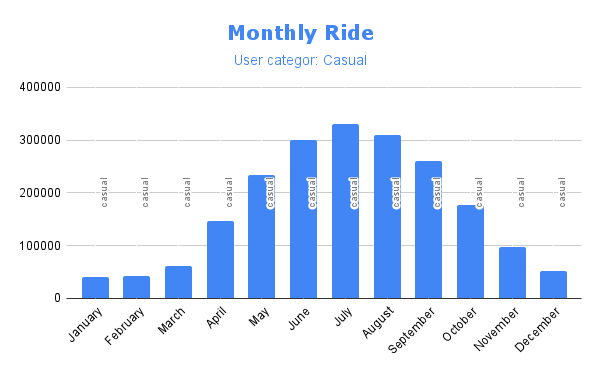 Monthly Ride
User categor: Casual
400000
300000
200000
100000
0
casual
casual
casual
casual
casual
casual
casual
casual
casual
casual
casual
casual
January
February
March
April
May
June
July
August
September
October
November
December